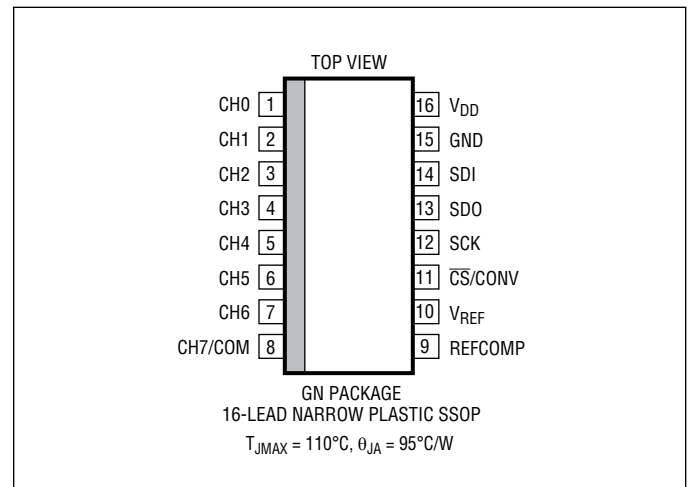 TOP VIEW
CH0 1 16 VDD
CH1 2 15 GND
CH2 3 14 SDI
CH3 4 13 SDO
CH4 5 12 SCK
CH5 6 11 C̅S̅/CONV
CH6 7 10 VREF
CH7/COM 8 9 REFCOMP
GN PACKAGE
16-LEAD NARROW PLASTIC SSOP
TJMAX = 110°C, θJA = 95°C/W